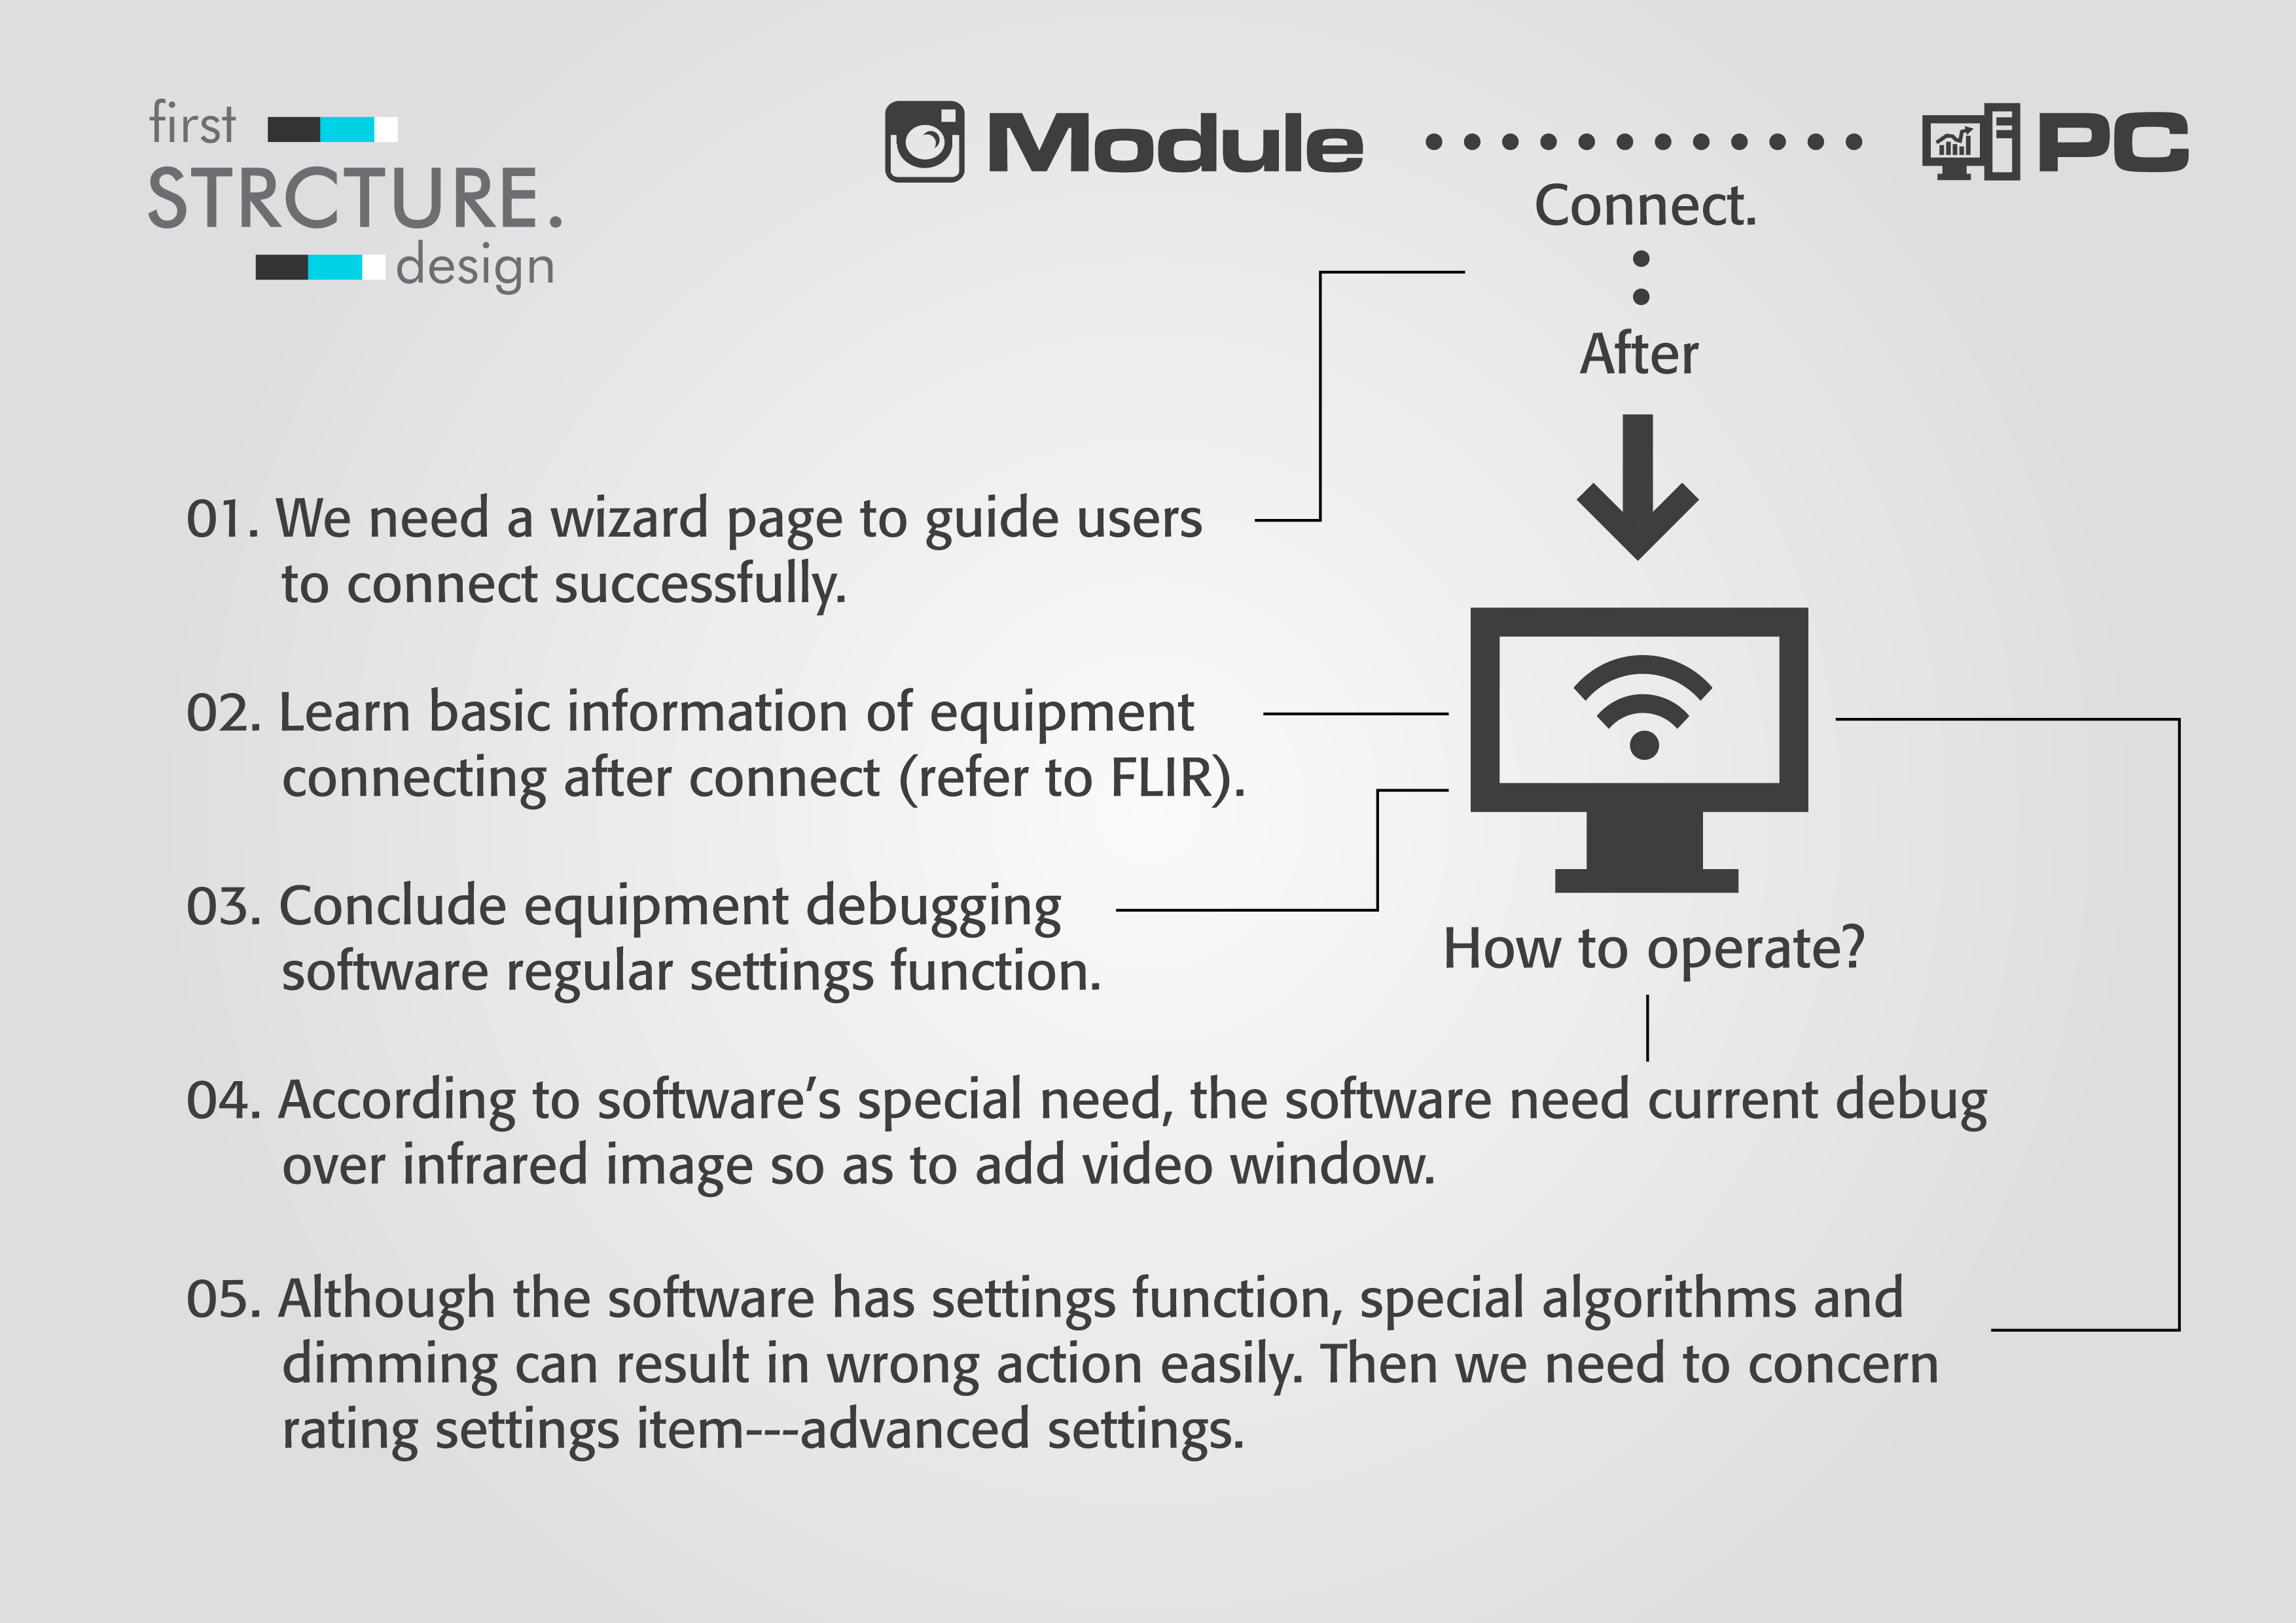 first
STRCTURE.
design
Module
PC
Connect.
After
01. We need a wizard page to guide users
to connect successfully.
02. Learn basic information of equipment
connecting after connect (refer to FLIR).
03. Conclude equipment debugging
software regular settings function.
How to operate?
04. According to software’s special need, the software need current debug
over infrared image so as to add video window.
05. Although the software has settings function, special algorithms and
dimming can result in wrong action easily. Then we need to concern
rating settings item---advanced settings.